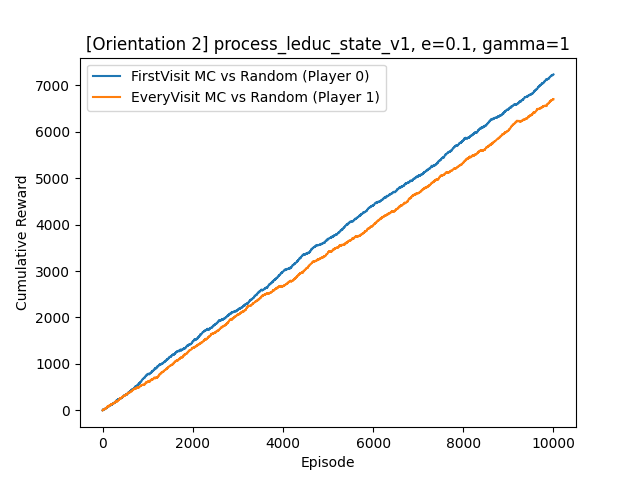 [Orientation 2] process_leduc_state_v1, e=0.1, gamma=1
FirstVisit MC vs Random (Player 0)
EveryVisit MC vs Random (Player 1)
Cumulative Reward
7000
6000
5000
4000
3000
2000
1000
0
0 2000 4000 6000 8000 10000
Episode